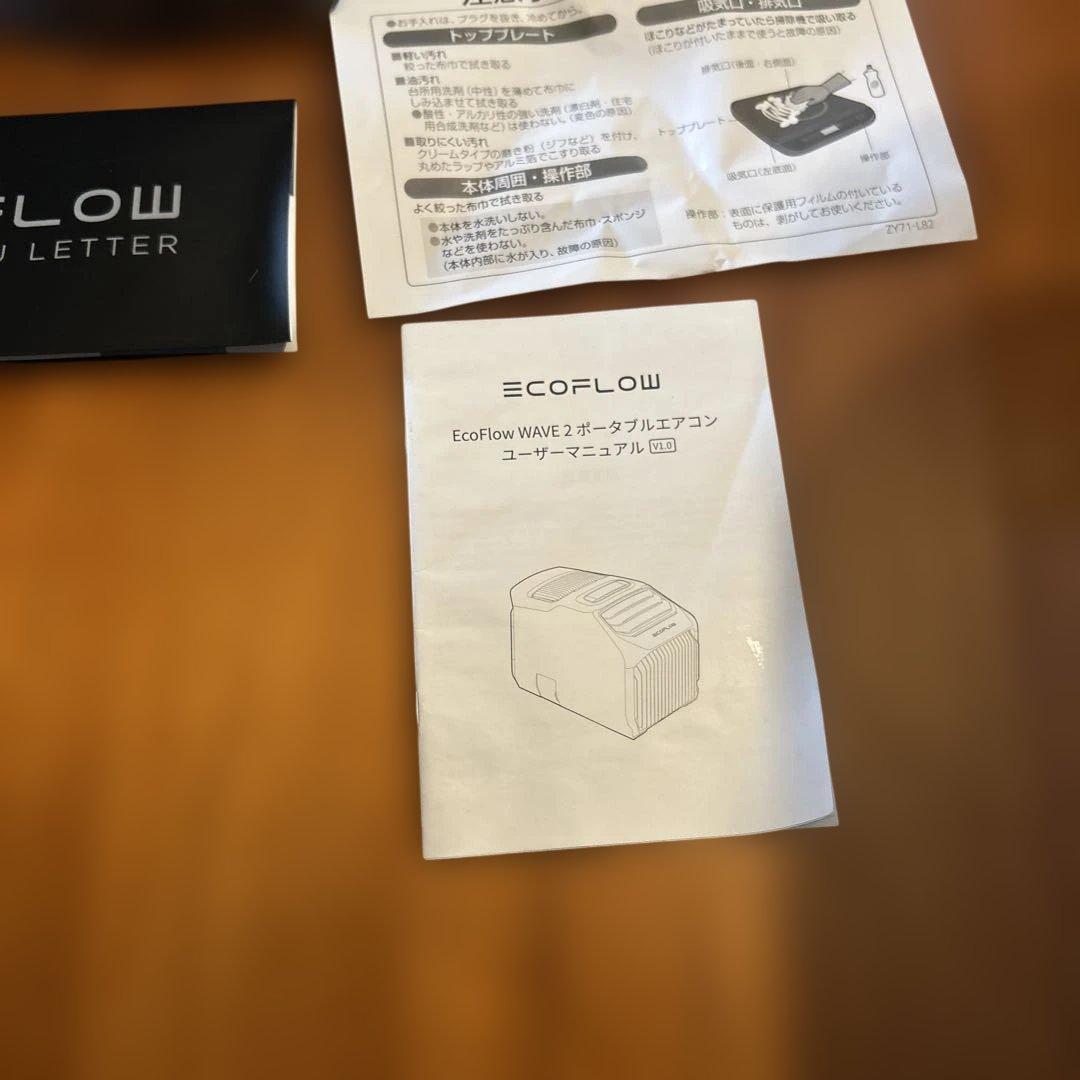 ●お手入れは、プラグを抜き、冷めてから。
トッププレート
■軽い汚れ
絞った布巾で拭き取る
■油汚れ
台所用洗剤(中性)を薄めて布巾に
しみ込ませて拭き取る
●酸性・アルカリ性の強い洗剤(漂白剤・住宅
用合成洗剤など)は使わない。(変色の原因)
■取りにくい汚れ
クリームタイプの磨き粉(ジフなど)を付け、
丸めたラップやアルミ箔でこすり取る
本体周囲・操作部
よく絞った布巾で拭き取る
●本体を水洗いしない。
●水や洗剤をたっぷり含んだ布巾・スポンジ
などを使わない。
(本体内部に水が入り、故障の原因)
吸気口・排気口
ほこりなどがたまっていたら掃除機で吸い取る
(ほこりが付いたままで使うと故障の原因)
排気口(後面・右側面)
トッププレート
吸気口(左底面)
操作部
操作部:表面に保護用フィルムの付いている
ものは、剥がしてお使いください。
ZY71-L82
FLOW
U LETTER
ECOFLOW
EcoFlow WAVE 2 ポータブルエアコン
ユーザーマニュアル V1.0
ECOFLOW